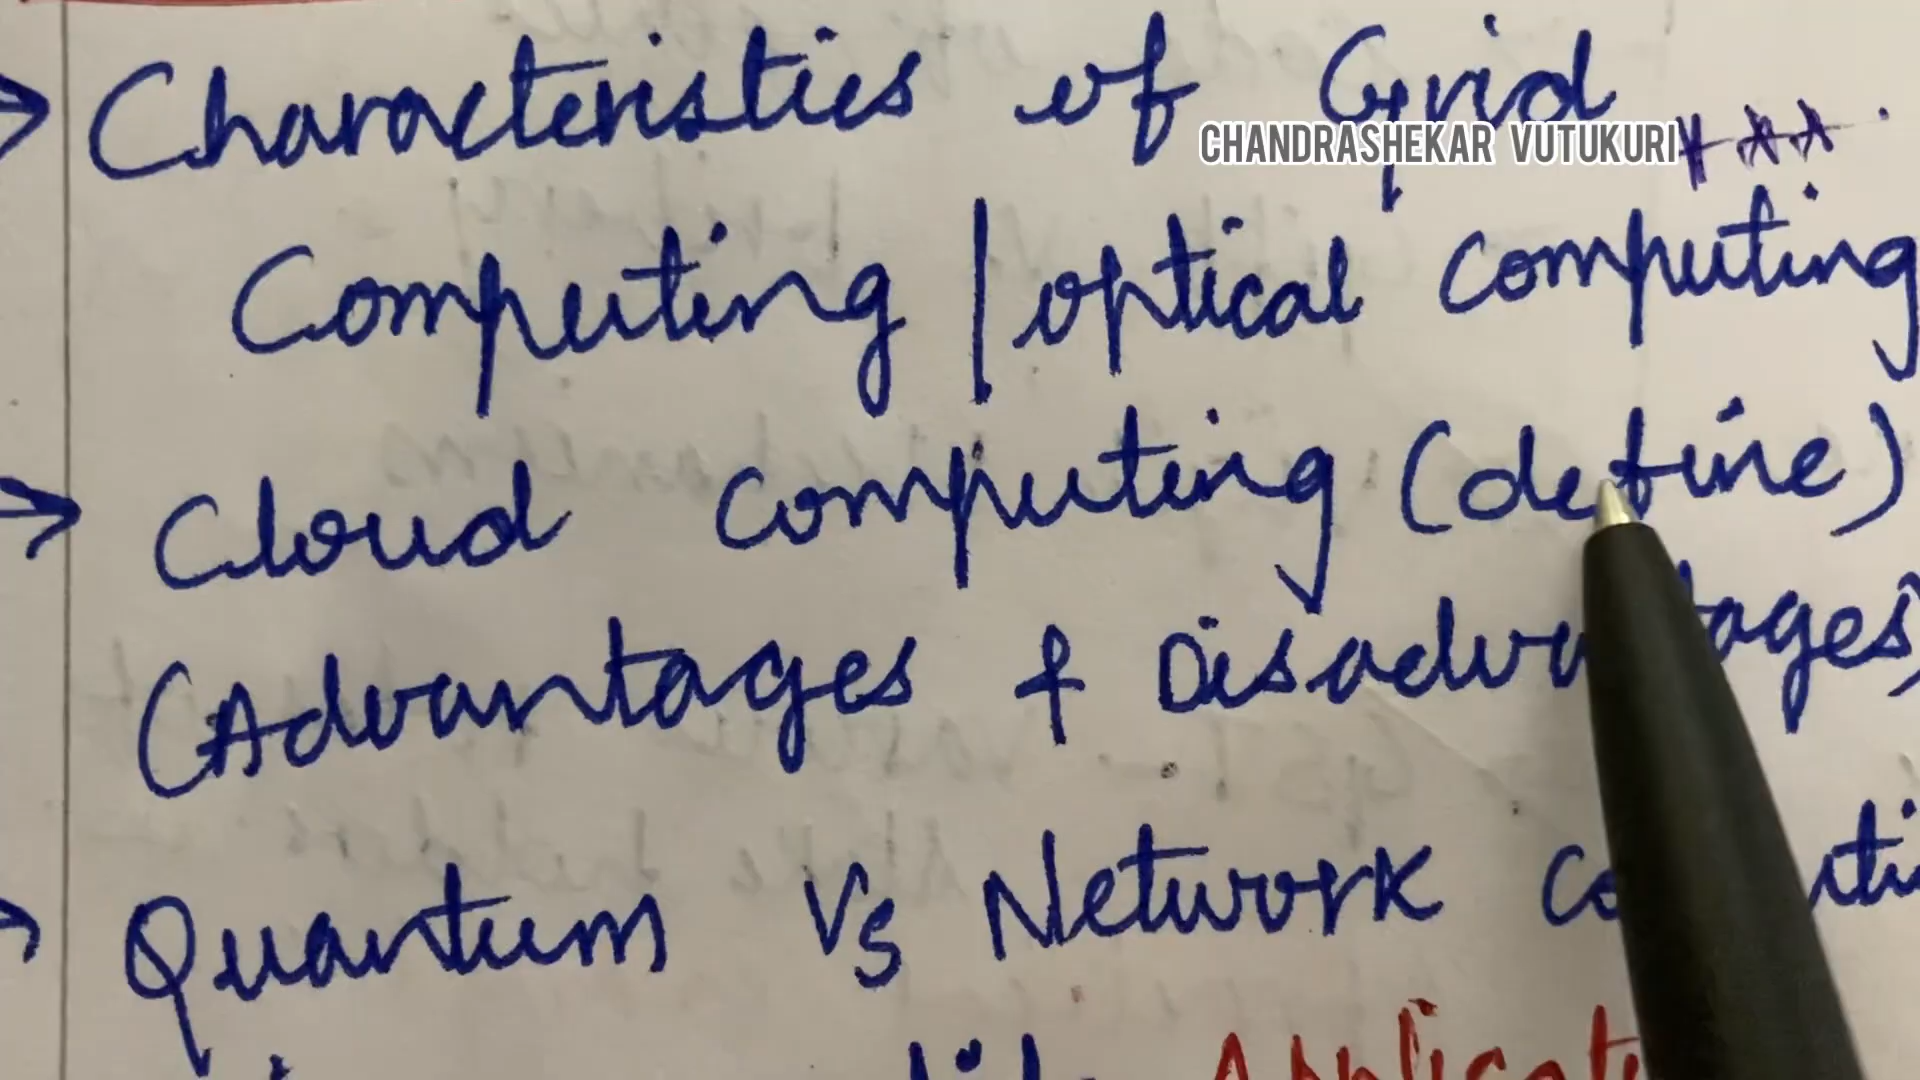 → Characteristics of Grid
CHANDRASHEKAR VUTUKURI
Computing | optical computing
→ Cloud computing (define)
(Advantages & Disadvantages)
→ Quantum Vs Network